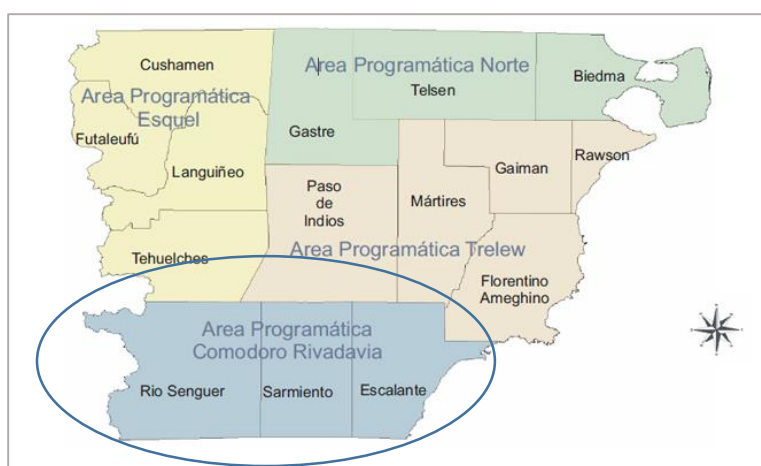 Cushamen
Area Programática
Esquel
Futaleufú
Languiñeo
Tehuelches
Area Programática Norte
Telsen
Biedma
Gastre
Paso
de
Indios
Mártires
Gaiman
Rawson
Area Programática Trelew
Florentino
Ameghino
Area Programática
Comodoro Rivadavia
Rio Senguer
Sarmiento
Escalante